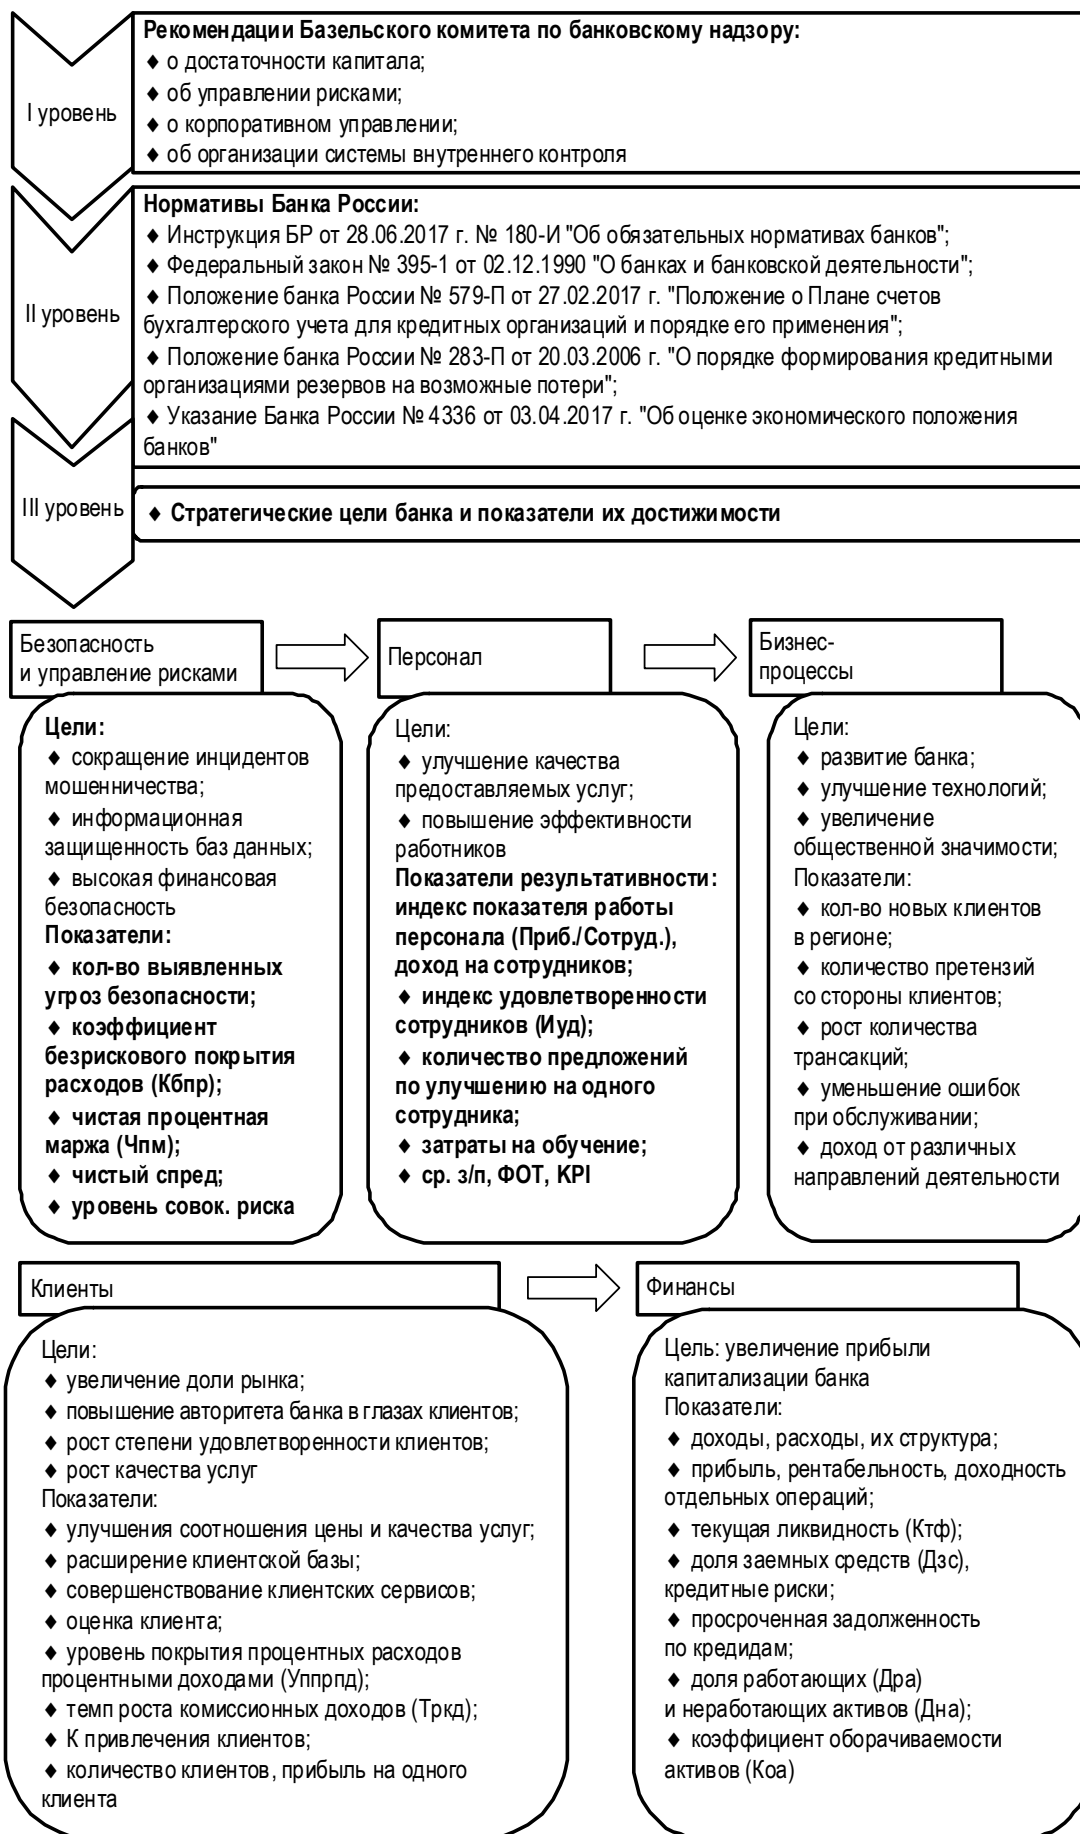 I уровень
Рекомендации Базельского комитета по банковскому надзору:
♦ о достаточности капитала;
♦ об управлении рисками;
♦ о корпоративном управлении;
♦ об организации системы внутреннего контроля
II уровень
Нормативы Банка России:
♦ Инструкция БР от 28.06.2017 г. № 180-И "Об обязательных нормативах банков";
♦ Федеральный закон № 395-1 от 02.12.1990 "О банках и банковской деятельности";
♦ Положение банка России № 579-П от 27.02.2017 г. "Положение о Плане счетов
бухгалтерского учета для кредитных организаций и порядке его применения";
♦ Положение банка России № 283-П от 20.03.2006 г. "О порядке формирования кредитными
организациями резервов на возможные потери";
♦ Указание Банка России № 4336 от 03.04.2017 г. "Об оценке экономического положения
банков"
III уровень
♦ Стратегические цели банка и показатели их достижимости
Безопасность
и управление рисками
Цели:
♦ сокращение инцидентов
мошенничества;
♦ информационная
защищенность баз данных;
♦ высокая финансовая
безопасность
Показатели:
♦ кол-во выявленных
угроз безопасности;
♦ коэффициент
безрискового покрытия
расходов (Кбпр);
♦ чистая процентная
маржа (Чпм);
♦ чистый спред;
♦ уровень совок. риска
Персонал
Цели:
♦ улучшение качества
предоставляемых услуг;
♦ повышение эффективности
работников
Показатели результативности:
индекс показателя работы
персонала (Приб./Сотруд.),
доход на сотрудников;
♦ индекс удовлетворенности
сотрудников (Иуд);
♦ количество предложений
по улучшению на одного
сотрудника;
♦ затраты на обучение;
♦ ср. з/п, ФОТ, KPI
Бизнес-
процессы
Цели:
♦ развитие банка;
♦ улучшение технологий;
♦ увеличение
общественной значимости;
Показатели:
♦ кол-во новых клиентов
в регионе;
♦ количество претензий
со стороны клиентов;
♦ рост количества
трансакций;
♦ уменьшение ошибок
при обслуживании;
♦ доход от различных
направлений деятельности
Клиенты
Цели:
♦ увеличение доли рынка;
♦ повышение авторитета банка в глазах клиентов;
♦ рост степени удовлетворенности клиентов;
♦ рост качества услуг
Показатели:
♦ улучшения соотношения цены и качества услуг;
♦ расширение клиентской базы;
♦ совершенствование клиентских сервисов;
♦ оценка клиента;
♦ уровень покрытия процентных расходов
процентными доходами (Уппрпд);
♦ темп роста комиссионных доходов (Тркд);
♦ К привлечения клиентов;
♦ количество клиентов, прибыль на одного
клиента
Финансы
Цель: увеличение прибыли
капитализации банка
Показатели:
♦ доходы, расходы, их структура;
♦ прибыль, рентабельность, доходность
отдельных операций;
♦ текущая ликвидность (Ктф);
♦ доля заемных средств (Дзс),
кредитные риски;
♦ просроченная задолженность
по кредидам;
♦ доля работающих (Дра)
и неработающих активов (Дна);
♦ коэффициент оборачиваемости
активов (Коа)